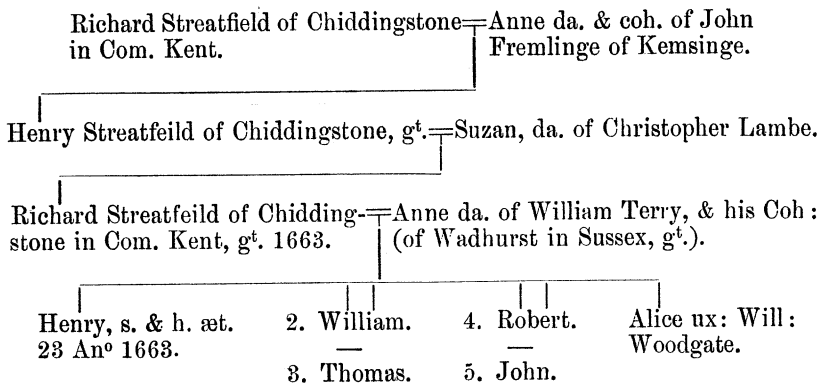 Richard Streatfield of Chiddingstone=Anne da. & coh. of John
in Com. Kent. Fremlinge of Kemsinge.
Henry Streatfeild of Chiddingstone, gt.=Suzan, da. of Christopher Lambe.
Richard Streatfeild of Chidding-=Anne da. of William Terry, & his Coh:
stone in Com. Kent, gt. 1663. (of Wadhurst in Sussex, gt.).
Henry, s. & h. æt. 2. William. 4. Robert. Alice ux: Will:
23 Ano 1663. — — Woodgate.
3. Thomas. 5. John.